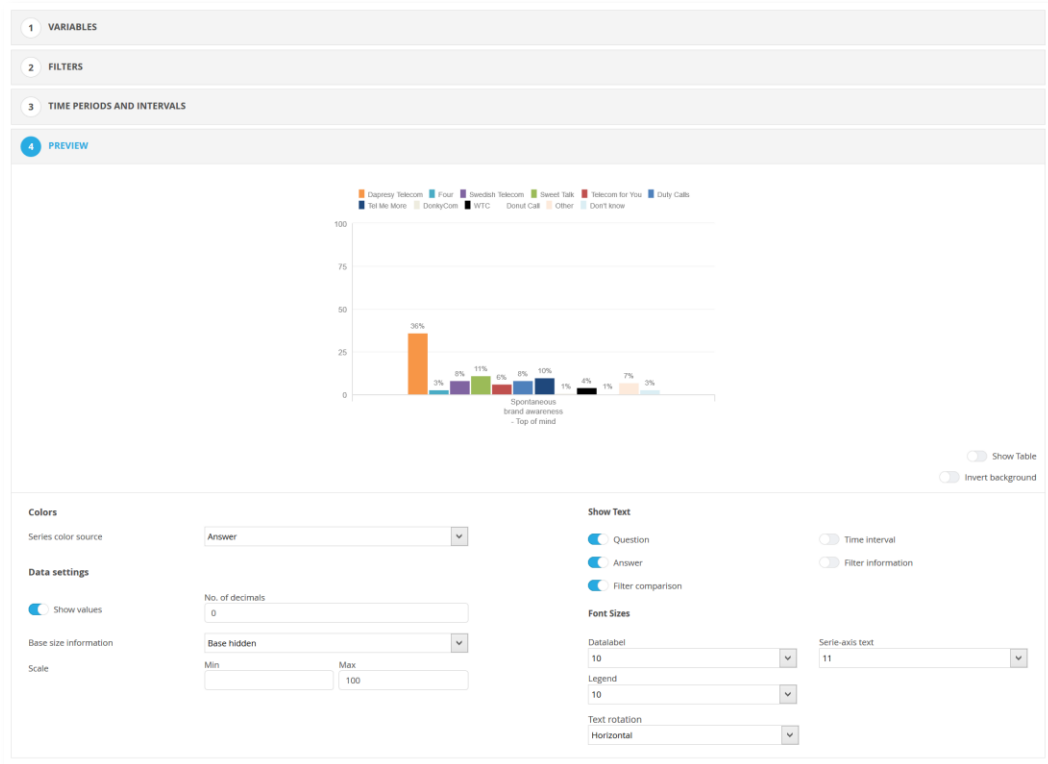 1 VARIABLES
2 FILTERS
3 TIME PERIODS AND INTERVALS
4 PREVIEW
Dapresy Telecom Four Swedish Telecom Sweet Talk Telecom for You Duty Calls
Tel Me More DonkyCom WTC Donut Call Other Don't know
100
75
50
25
0
36%
3%
8%
11%
6%
8%
10%
1%
4%
1%
7%
3%
Spontaneous
brand awareness
- Top of mind
Show Table
Invert background
Colors
Series color source Answer
Data settings
Show values
No. of decimals
0
Base size information Base hidden
Scale
Min Max
100
Show Text
Question Time interval
Answer Filter information
Filter comparison
Font Sizes
Datalabel Serie-axis text
10 11
Legend
10
Text rotation
Horizontal